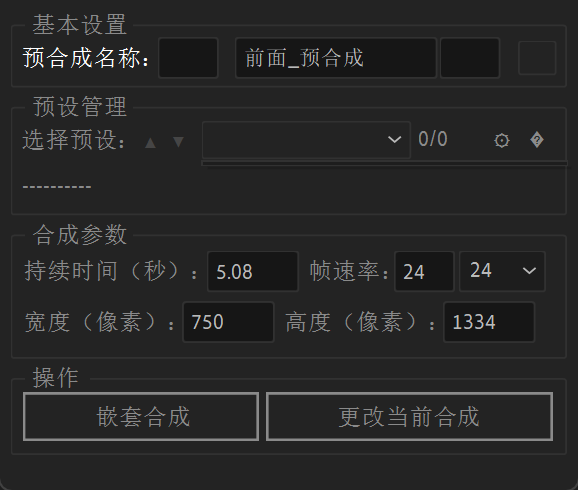 基本设置
预合成名称： 前面_预合成
预设管理
选择预设： ▲ ▼ 0/0 ⚙ �
----------
合成参数
持续时间（秒）： 5.08 帧速率： 24 24
宽度（像素）： 750 高度（像素）： 1334
操作
嵌套合成 更改当前合成